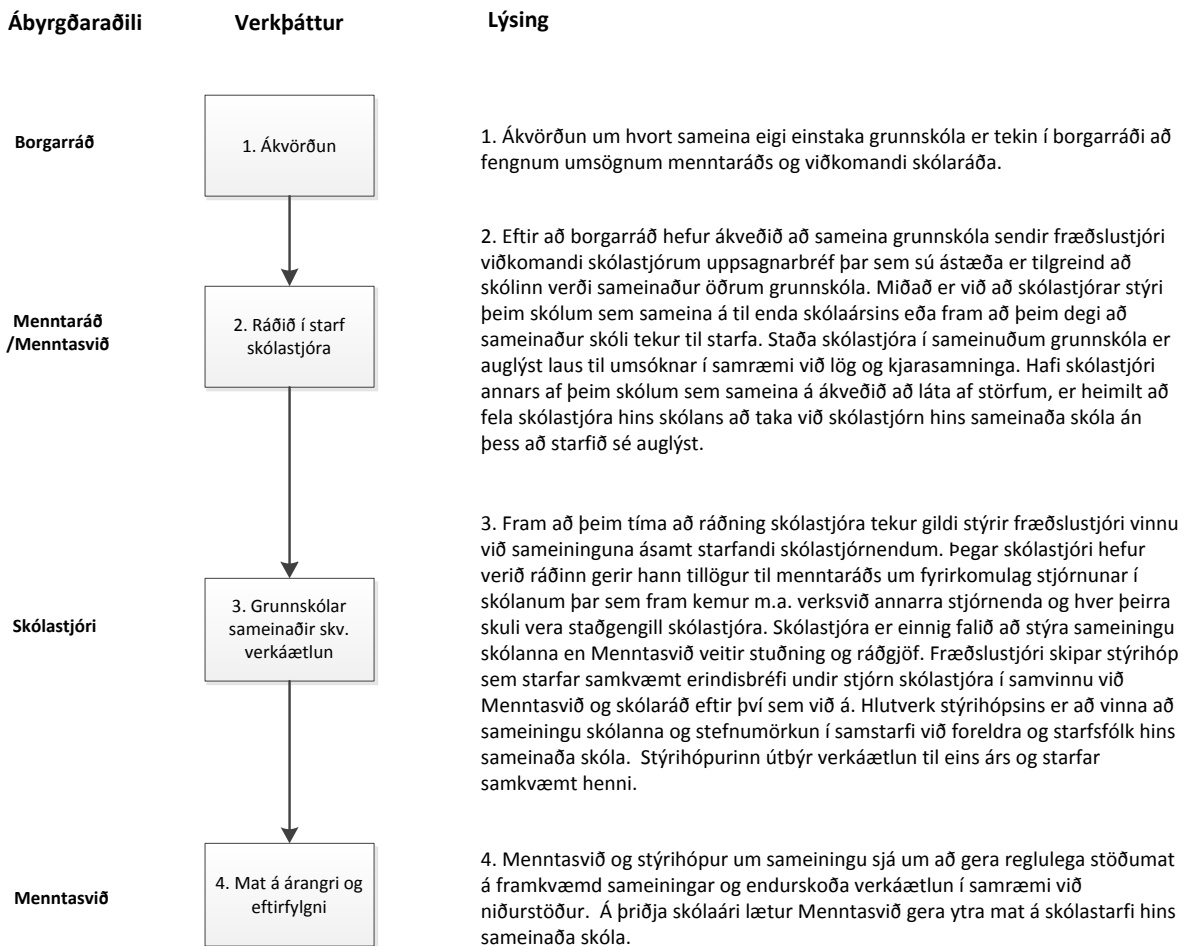 Ábyrgðaraðili Verkþáttur Lýsing
Borgarráð
1. Ákvörðun
1. Ákvörðun um hvort sameina eigi einstaka grunnskóla er tekin í borgarráði að
fengnum umsögnum menntaráðs og viðkomandi skólaráða.
Menntaráð
/Menntasvið
2. Ráðið í starf
skólastjóra
2. Eftir að borgarráð hefur ákveðið að sameina grunnskóla sendir fræðslustjóri
viðkomandi skólastjórum uppsagnarbréf þar sem sú ástæða er tilgreind að
skólinn verði sameinaður öðrum grunnskóla. Miðað er við að skólastjórar stýri
þeim skólum sem sameina á til enda skólaársins eða fram að þeim degi að
sameinaður skóli tekur til starfa. Staða skólastjóra í sameinuðum grunnskóla er
auglýst laus til umsóknar í samræmi við lög og kjarasamninga. Hafi skólastjóri
annars af þeim skólum sem sameina á ákveðið að láta af störfum, er heimilt að
fela skólastjóra hins skólans að taka við skólastjórn hins sameinaða skóla án
þess að starfið sé auglýst.
Skólastjóri
3. Grunnskólar
sameinaðir skv.
verkáætlun
3. Fram að þeim tíma að ráðning skólastjóra tekur gildi stýrir fræðslustjóri vinnu
við sameininguna ásamt starfandi skólastjórnendum. Þegar skólastjóri hefur
verið ráðinn gerir hann tillögur til menntaráðs um fyrirkomulag stjórnunar í
skólanum þar sem fram kemur m.a. verksvið annarra stjórnenda og hver þeirra
skuli vera staðgengill skólastjóra. Skólastjóra er einnig falið að stýra sameiningu
skólanna en Menntasvið veitir stuðning og ráðgjöf. Fræðslustjóri skipar stýrihóp
sem starfar samkvæmt erindisbréfi undir stjórn skólastjóra í samvinnu við
Menntasvið og skólaráð eftir því sem við á. Hlutverk stýrihópsins er að vinna að
sameiningu skólanna og stefnumörkun í samstarfi við foreldra og starfsfólk hins
sameinaða skóla.  Stýrihópurinn útbýr verkáætlun til eins árs og starfar
samkvæmt henni.
Menntasvið
4. Mat á árangri og
eftirfylgni
4. Menntasvið og stýrihópur um sameiningu sjá um að gera reglulega stöðumat
á framkvæmd sameiningar og endurskoða verkáætlun í samræmi við
niðurstöður.  Á þriðja skólaári lætur Menntasvið gera ytra mat á skólastarfi hins
sameinaða skóla.